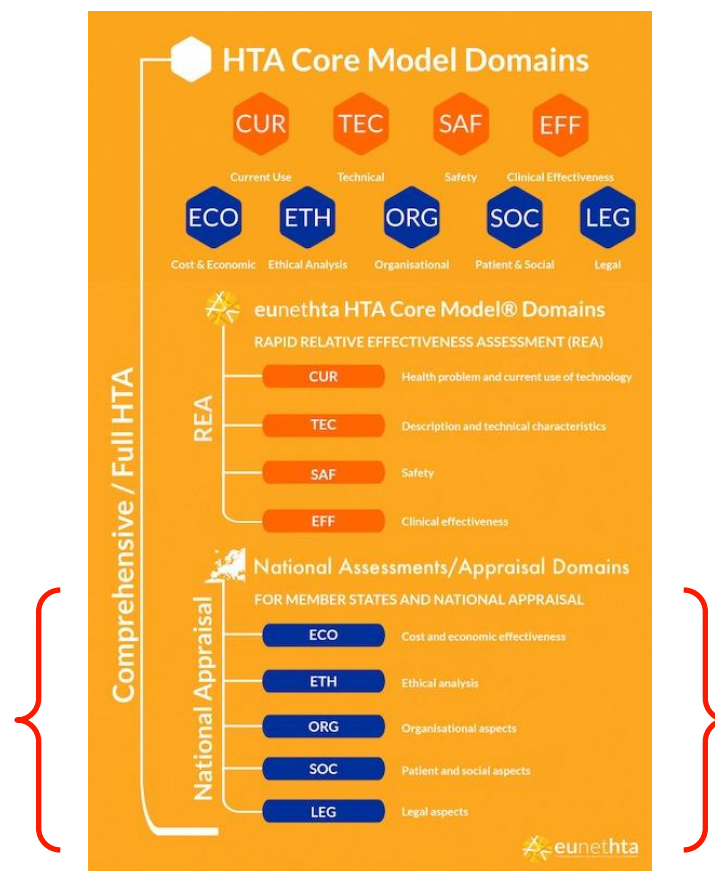 HTA Core Model Domains
CUR TEC SAF EFF
Current Use Technical Safety Clinical Effectiveness
ECO ETH ORG SOC LEG
Cost & Economic Ethical Analysis Organisational Patient & Social Legal
eunethta HTA Core Model® Domains
RAPID RELATIVE EFFECTIVENESS ASSESSMENT (REA)
Comprehensive / Full HTA
REA
CUR Health problem and current use of technology
TEC Description and technical characteristics
SAF Safety
EFF Clinical effectiveness
National Assessments/Appraisal Domains
FOR MEMBER STATES AND NATIONAL APPRAISAL
National Appraisal
ECO Cost and economic effectiveness
ETH Ethical analysis
ORG Organisational aspects
SOC Patient and social aspects
LEG Legal aspects
eunethta